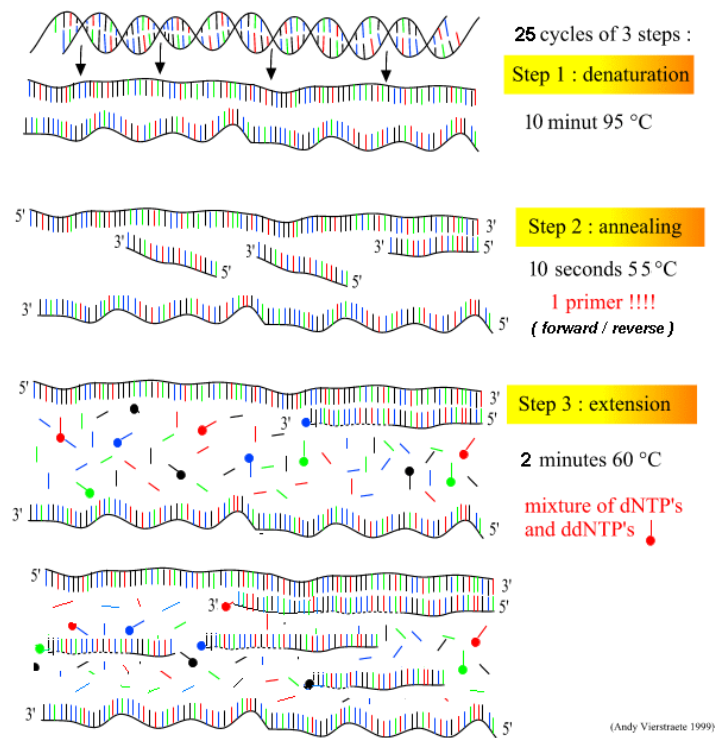 25 cycles of 3 steps :
Step 1 : denaturation
10 minut 95 °C
5'
3'
Step 2 : annealing
3'
3'
5'
10 seconds 55 °C
5'
5'
1 primer !!!!
3'
( forward / reverse )
5'
5'
3'
Step 3 : extension
3'
5'
2 minutes 60 °C
mixture of dNTP's
3'
and ddNTP's
5'
5'
3'
3'
5'
3'
5'
(Andy Vierstraete 1999)